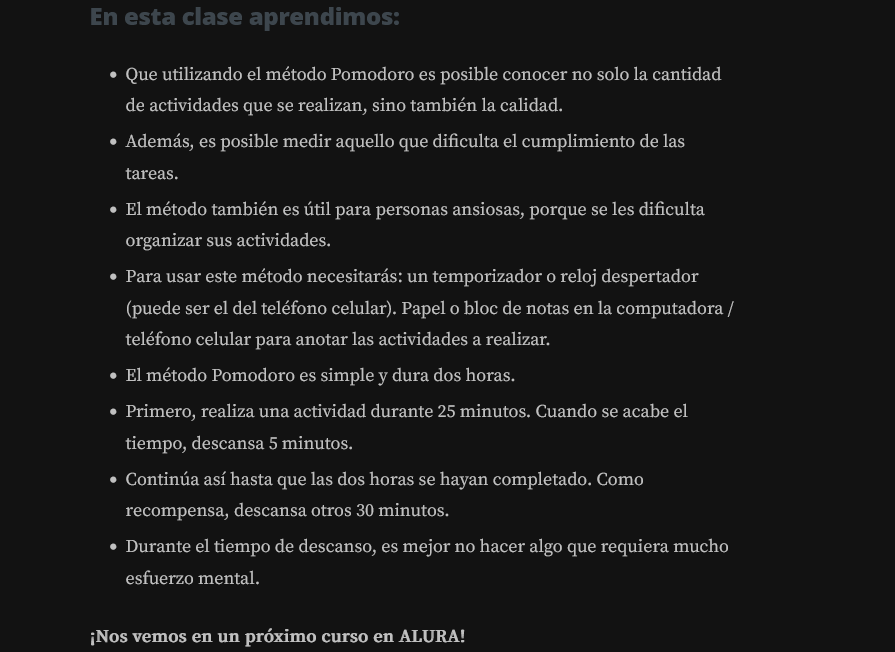 En esta clase aprendimos:
• Que utilizando el método Pomodoro es posible conocer no solo la cantidad
de actividades que se realizan, sino también la calidad.
• Además, es posible medir aquello que dificulta el cumplimiento de las
tareas.
• El método también es útil para personas ansiosas, porque se les dificulta
organizar sus actividades.
• Para usar este método necesitarás: un temporizador o reloj despertador
(puede ser el del teléfono celular). Papel o bloc de notas en la computadora /
teléfono celular para anotar las actividades a realizar.
• El método Pomodoro es simple y dura dos horas.
• Primero, realiza una actividad durante 25 minutos. Cuando se acabe el
tiempo, descansa 5 minutos.
• Continúa así hasta que las dos horas se hayan completado. Como
recompensa, descansa otros 30 minutos.
• Durante el tiempo de descanso, es mejor no hacer algo que requiera mucho
esfuerzo mental.
¡Nos vemos en un próximo curso en ALURA!